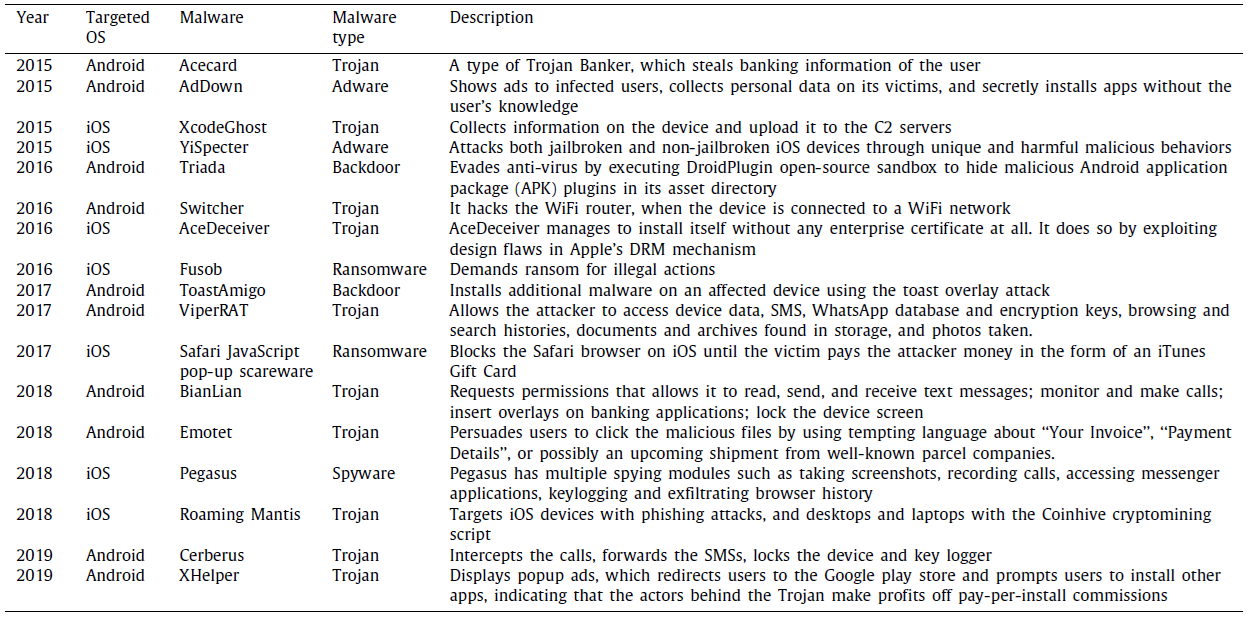 Year Targeted OS Malware Malware type Description
2015 Android Acecard Trojan A type of Trojan Banker, which steals banking information of the user
2015 Android AdDown Adware Shows ads to infected users, collects personal data on its victims, and secretly installs apps without the
user's knowledge
2015 iOS XcodeGhost Trojan Collects information on the device and upload it to the C2 servers
2015 iOS YiSpecter Adware Attacks both jailbroken and non-jailbroken iOS devices through unique and harmful malicious behaviors
2016 Android Triada Backdoor Evades anti-virus by executing DroidPlugin open-source sandbox to hide malicious Android application
package (APK) plugins in its asset directory
2016 Android Switcher Trojan It hacks the WiFi router, when the device is connected to a WiFi network
2016 iOS AceDeceiver Trojan AceDeceiver manages to install itself without any enterprise certificate at all. It does so by exploiting
design flaws in Apple's DRM mechanism
2016 iOS Fusob Ransomware Demands ransom for illegal actions
2017 Android ToastAmigo Backdoor Installs additional malware on an affected device using the toast overlay attack
2017 Android ViperRAT Trojan Allows the attacker to access device data, SMS, WhatsApp database and encryption keys, browsing and
search histories, documents and archives found in storage, and photos taken.
2017 iOS Safari JavaScript Ransomware Blocks the Safari browser on iOS until the victim pays the attacker money in the form of an iTunes
pop-up scareware Gift Card
2018 Android BianLian Trojan Requests permissions that allows it to read, send, and receive text messages; monitor and make calls;
insert overlays on banking applications; lock the device screen
2018 Android Emotet Trojan Persuades users to click the malicious files by using tempting language about “Your Invoice”, “Payment
Details”, or possibly an upcoming shipment from well-known parcel companies.
2018 iOS Pegasus Spyware Pegasus has multiple spying modules such as taking screenshots, recording calls, accessing messenger
applications, keylogging and exfiltrating browser history
2018 iOS Roaming Mantis Trojan Targets iOS devices with phishing attacks, and desktops and laptops with the Coinhive cryptomining
script
2019 Android Cerberus Trojan Intercepts the calls, forwards the SMSs, locks the device and key logger
2019 Android XHelper Trojan Displays popup ads, which redirects users to the Google play store and prompts users to install other
apps, indicating that the actors behind the Trojan make profits off pay-per-install commissions